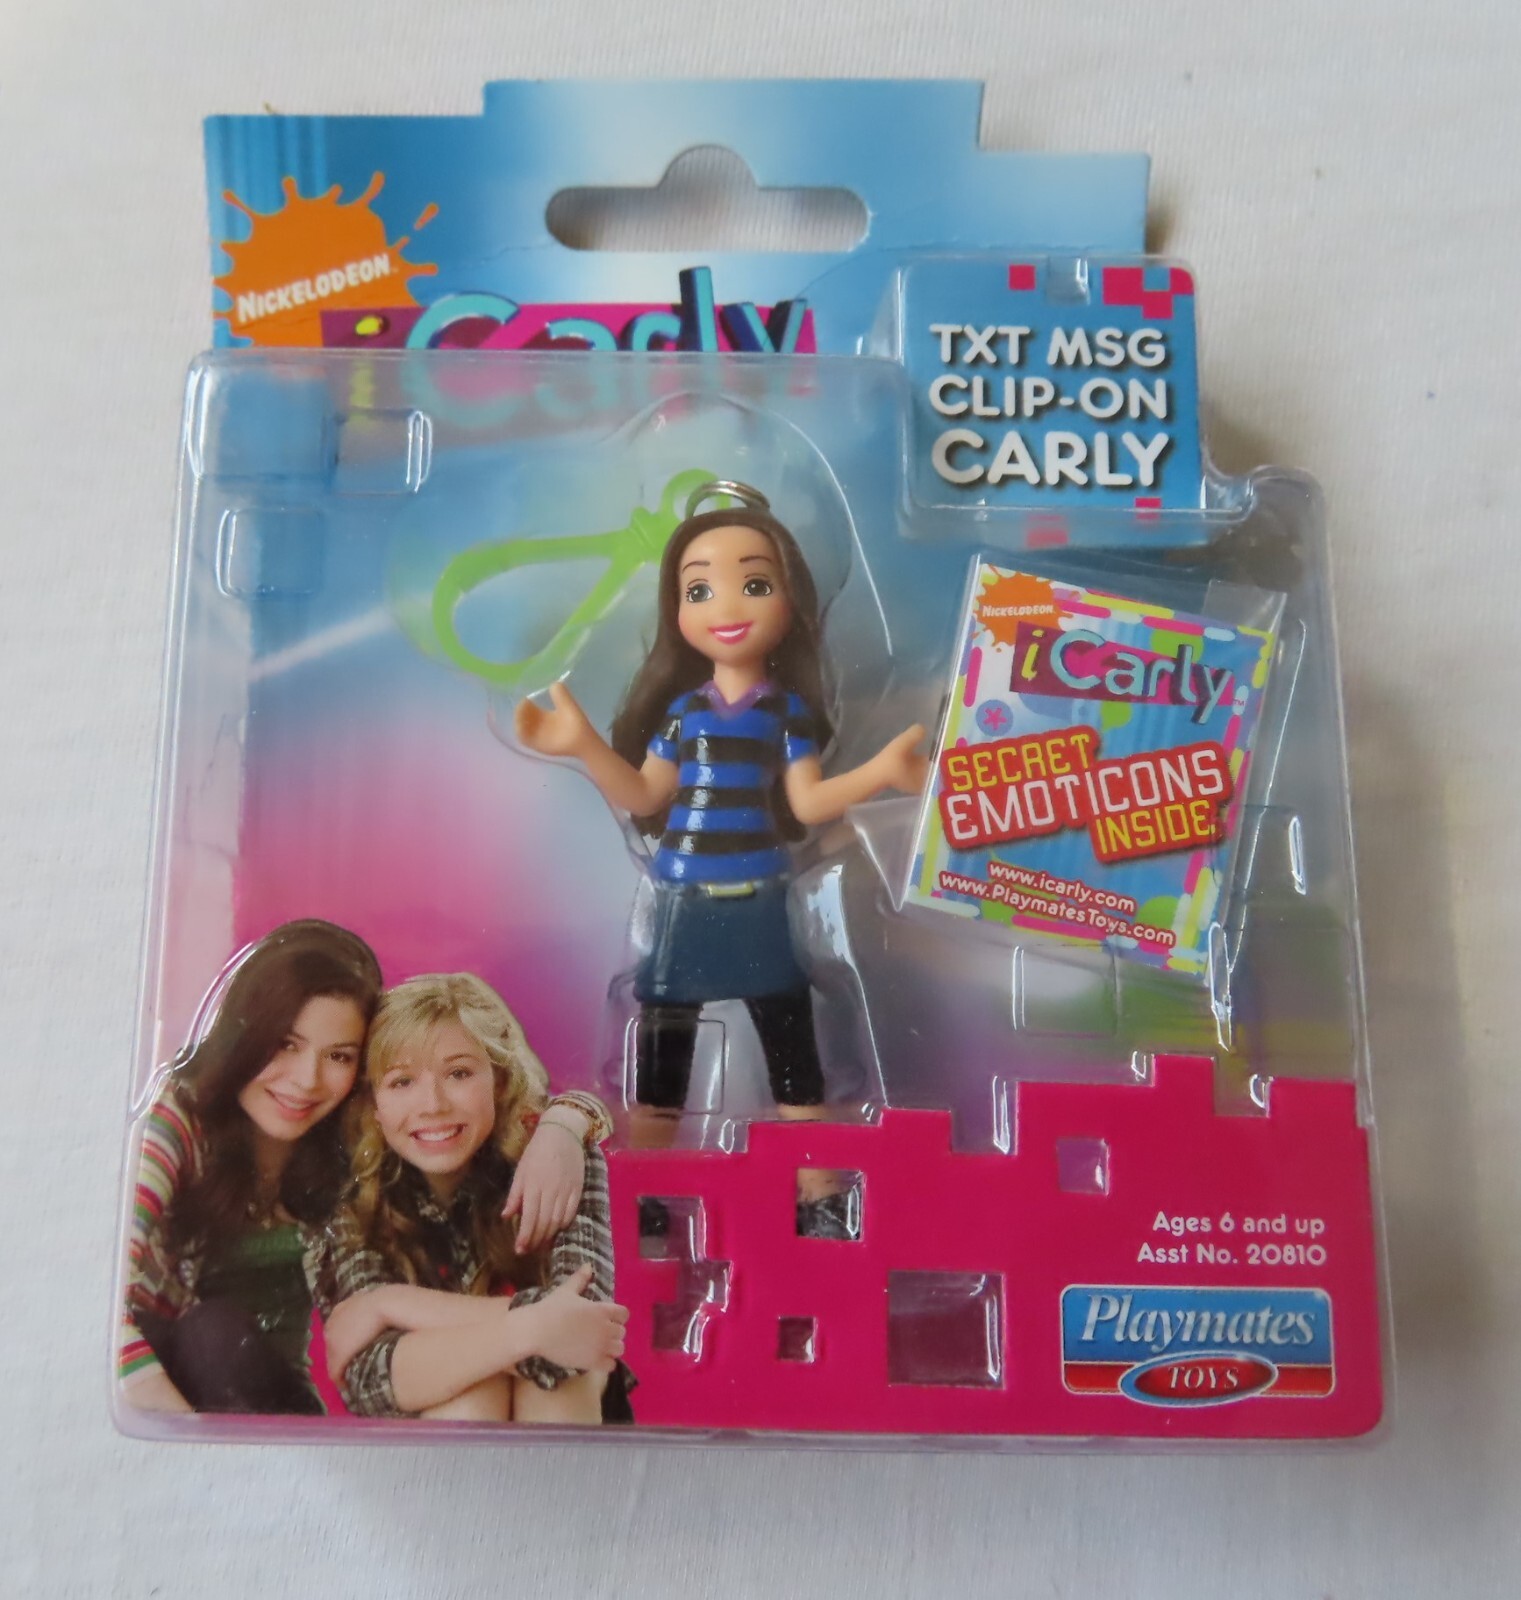 NICKELODEON
iCarly
TXT MSG
CLIP-ON
CARLY
NICKELODEON
iCarly
SECRET
EMOTICONS
INSIDE
www.icarly.com
www.PlaymatesToys.com
Ages 6 and up
Asst No. 20810
Playmates
TOYS